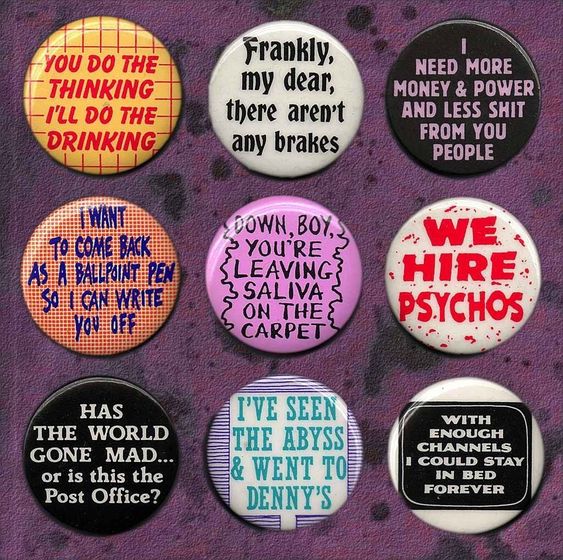 YOU DO THE
THINKING
I'LL DO THE
DRINKING
Frankly,
my dear,
there aren't
any brakes
I
NEED MORE
MONEY & POWER
AND LESS SHIT
FROM YOU
PEOPLE
I WANT
TO COME BACK
AS A BALLPOINT PEN
SO I CAN WRITE
YOU OFF
DOWN, BOY,
YOU'RE
LEAVING
SALIVA
ON THE
CARPET
WE
HIRE
PSYCHOS
HAS
THE WORLD
GONE MAD...
or is this the
Post Office?
I'VE SEEN
THE ABYSS
& WENT TO
DENNY'S
WITH
ENOUGH
CHANNELS
I COULD STAY
IN BED
FOREVER